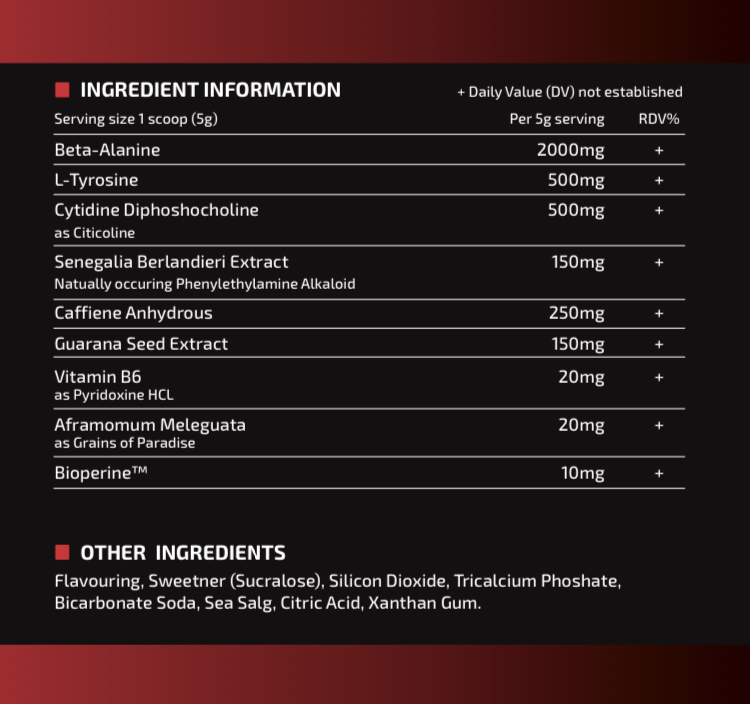 INGREDIENT INFORMATION + Daily Value (DV) not established
Serving size 1 scoop (5g) Per 5g serving RDV%
Beta-Alanine 2000mg +
L-Tyrosine 500mg +
Cytidine Diphoshocholine 500mg +
as Citicoline
Senegalia Berlandieri Extract 150mg +
Natually occuring Phenylethylamine Alkaloid
Caffiene Anhydrous 250mg +
Guarana Seed Extract 150mg +
Vitamin B6 20mg +
as Pyridoxine HCL
Aframomum Meleguata 20mg +
as Grains of Paradise
Bioperine™ 10mg +
OTHER INGREDIENTS
Flavouring, Sweetner (Sucralose), Silicon Dioxide, Tricalcium Phoshate,
Bicarbonate Soda, Sea Salg, Citric Acid, Xanthan Gum.